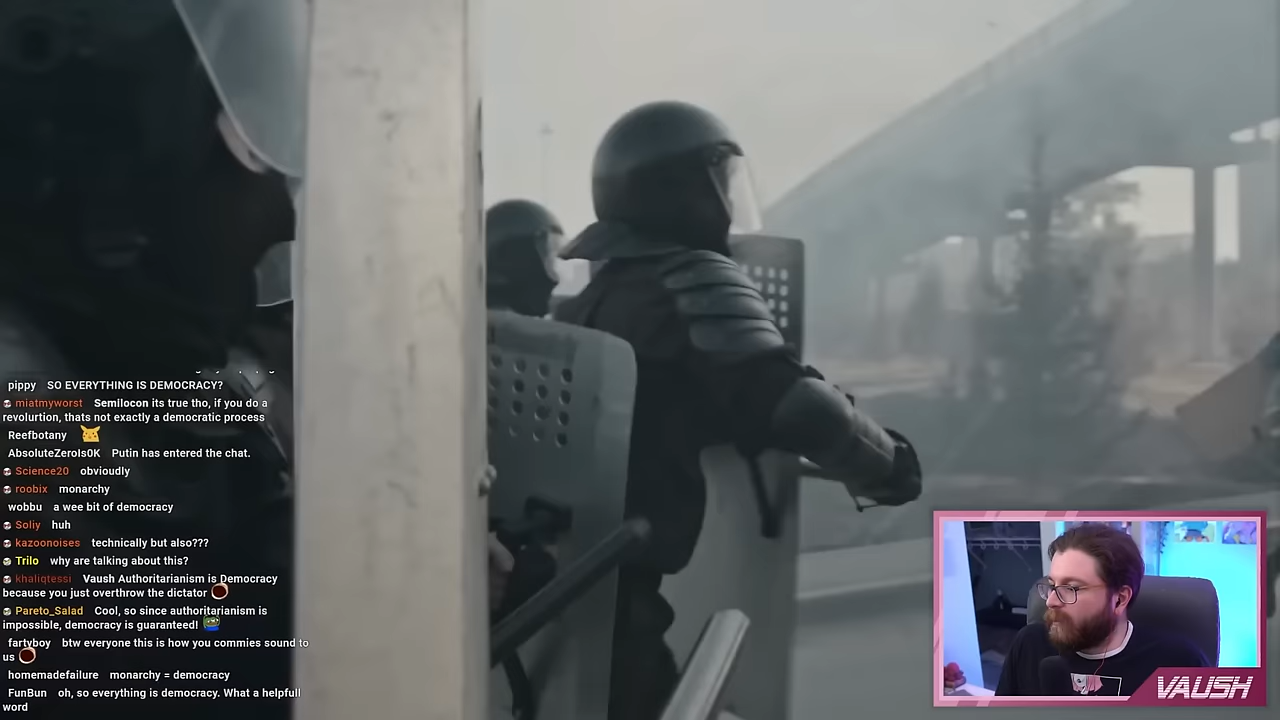 pippy SO EVERYTHING IS DEMOCRACY?
miatmyworst Semilocon its true tho, if you do a
revolurtion, thats not exactly a democratic process
Reefbotany
AbsoluteZeroIsOK Putin has entered the chat.
Science20 obvioudly
roobix monarchy
wobbu a wee bit of democracy
Soliy huh
kazoonoises technically but also???
Trilo why are talking about this?
khaliqtessi Vaush Authoritarianism is Democracy
because you just overthrow the dictator
Pareto_Salad Cool, so since authoritarianism is
impossible, democracy is guaranteed!
fartyboy btw everyone this is how you commies sound to
us
homemadefailure monarchy = democracy
FunBun oh, so everything is democracy. What a helpfull
word
VAUSH